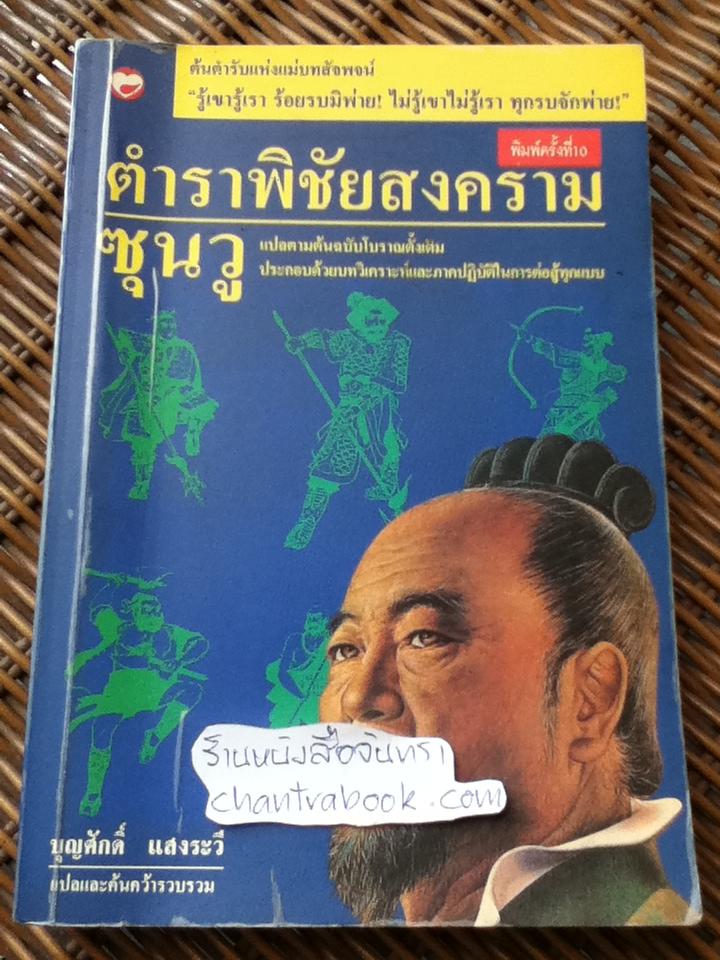 ต้นตำรับแห่งแม่บทสัจพจน์
"รู้เขารู้เรา ร้อยรบมิพ่าย! ไม่รู้เขาไม่รู้เรา ทุกรบจักพ่าย!"
พิมพ์ครั้งที่10
ตำราพิชัยสงคราม
ซุนวู
แปลตามต้นฉบับโบราณดั้งเดิม
ประกอบด้วยบทวิเคราะห์และภาคปฏิบัติในการต่อสู้ทุกแบบ
ร้านหนังสือจันทรา
chantrabook.com
บุญศักดิ์ แสงระวี
แปลและค้นคว้ารวบรวม